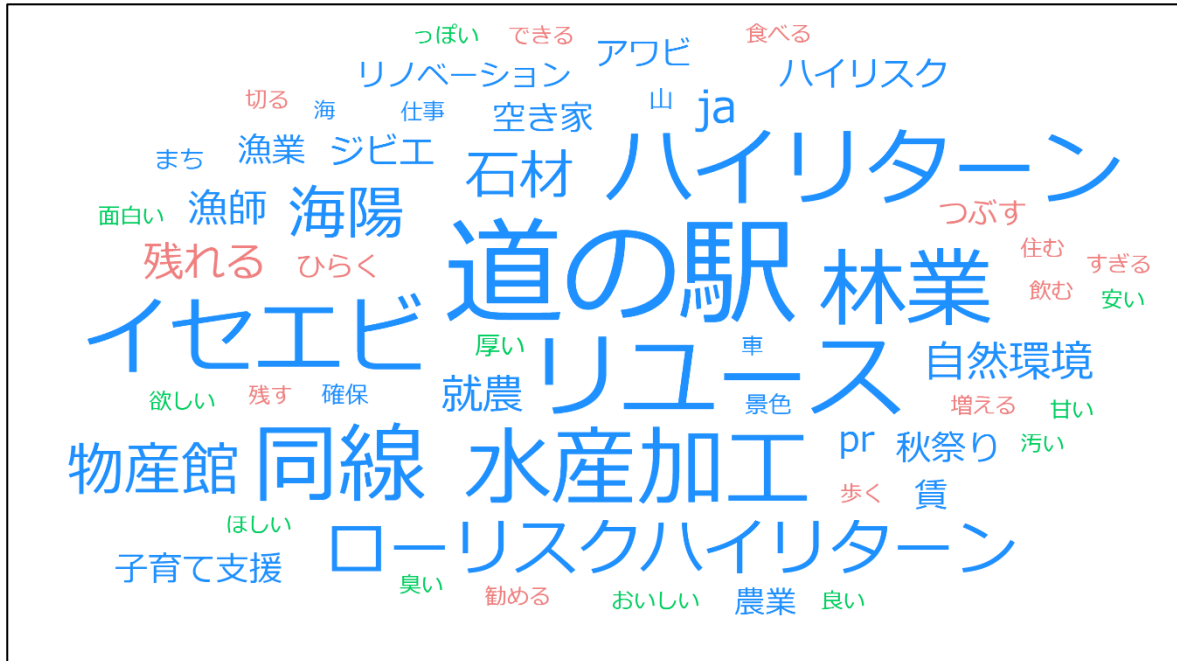 っぽい できる アワビ 食べる
リノベーション ハイリスク
切る 海 仕事 空き家 山 ja
まち 漁業 ジビエ 石材 ハイリターン
面白い 漁師 海陽 つぶす
残れる ひらく 道の駅 林業 住む すぎる
飲む 安い
イセエビ 厚い リユース 車 自然環境
欲しい 残す 確保 就農 景色 増える 甘い
物産館 同線 水産加工 pr 秋祭り 汚い
歩く 賃
ほしい ローリスクハイリターン
子育て支援 臭い 勧める おいしい 農業 良い